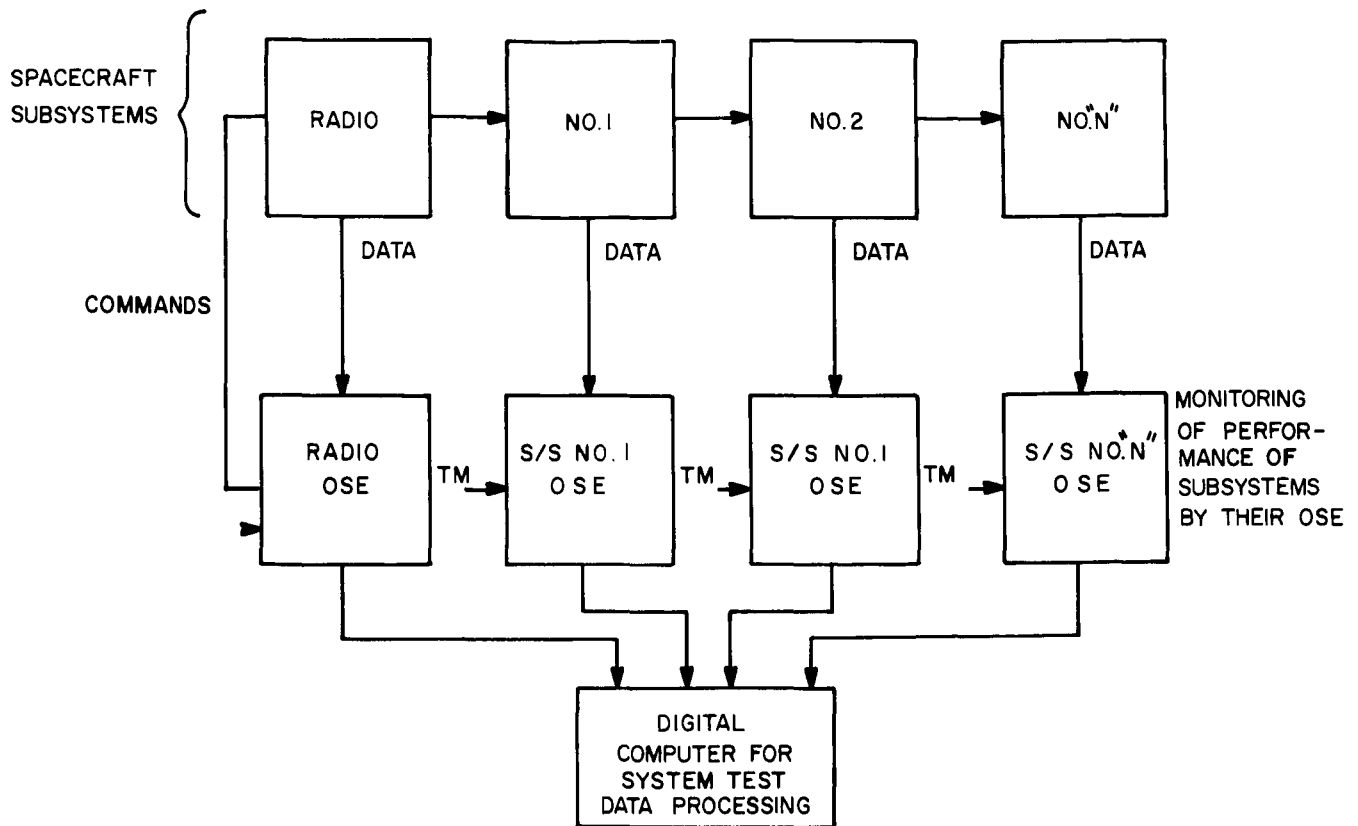 SPACECRAFT
SUBSYSTEMS
RADIO
NO.1
NO.2
NO."N"
DATA
DATA
DATA
DATA
COMMANDS
RADIO
OSE
TM
S/S NO.1
OSE
TM
S/S NO.1
OSE
TM
S/S NO."N"
OSE
MONITORING
OF PERFOR-
MANCE OF
SUBSYSTEMS
BY THEIR OSE
DIGITAL
COMPUTER FOR
SYSTEM TEST
DATA PROCESSING